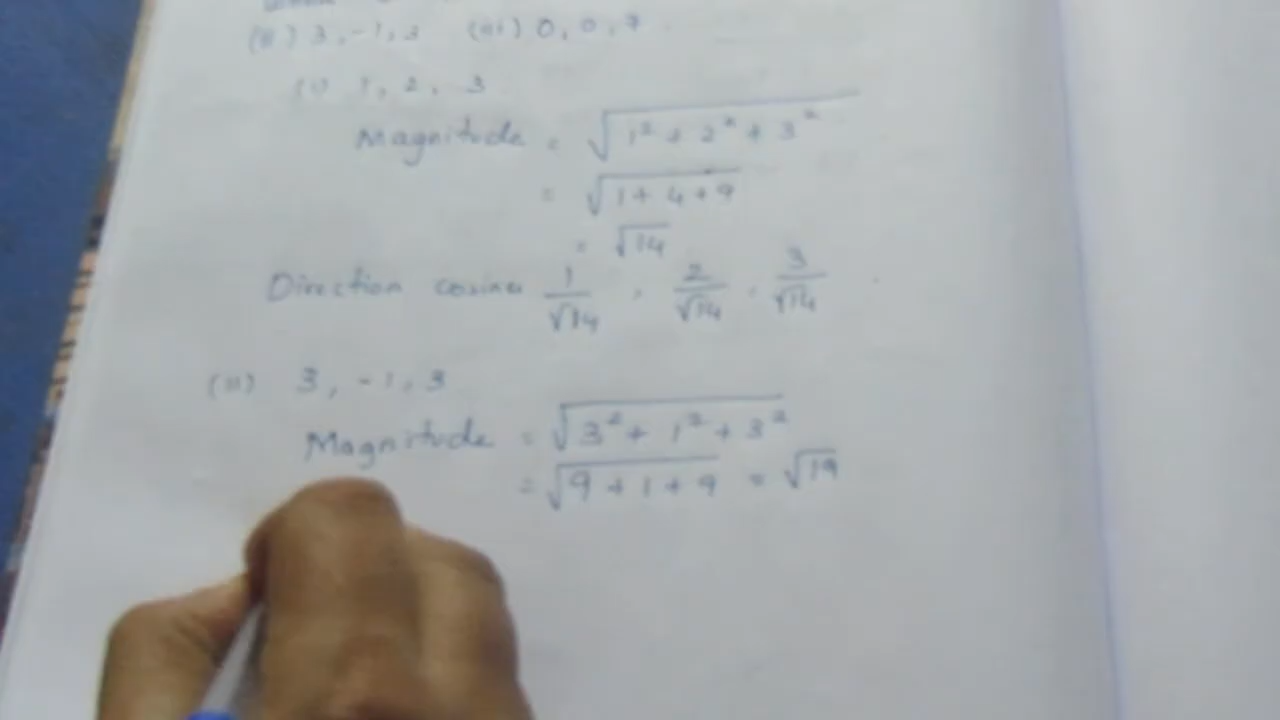 (ii) 3, -1, 3 (iii) 0, 0, 7
(i) 1, 2, 3
Magnitude = √1² + 2² + 3²
= √1 + 4 + 9
= √14
Direction cosines 1/√14, 2/√14, 3/√14
(ii) 3, -1, 3
Magnitude = √3² + 1² + 3²
= √9 + 1 + 9 = √19